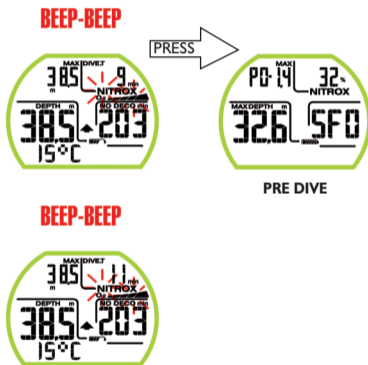 BEEP-BEEP
MAX DIVE.T
38.5 9 min
m
NITROX
O2
DEPTH m NO DECO min
38.5 203
15°C
PRESS
MAX
PO-1,4 32%
NITROX
MAX DEPTH m
32.6 SF0
PRE DIVE
BEEP-BEEP
MAX DIVE.T
38.5 11 min
m
NITROX
O2
DEPTH m NO DECO min
38.5 203
15°C